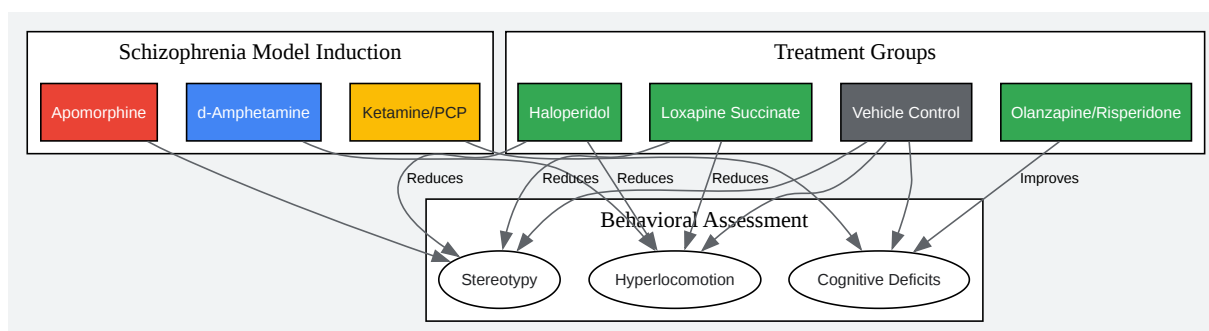 Schizophrenia Model Induction
Treatment Groups
Apomorphine
d-Amphetamine
Ketamine/PCP
Haloperidol
Loxapine Succinate
Vehicle Control
Olanzapine/Risperidone
Reduces
Reduces
Reduces
Reduces
Improves
Behavioral Assessment
Stereotypy
Hyperlocomotion
Cognitive Deficits